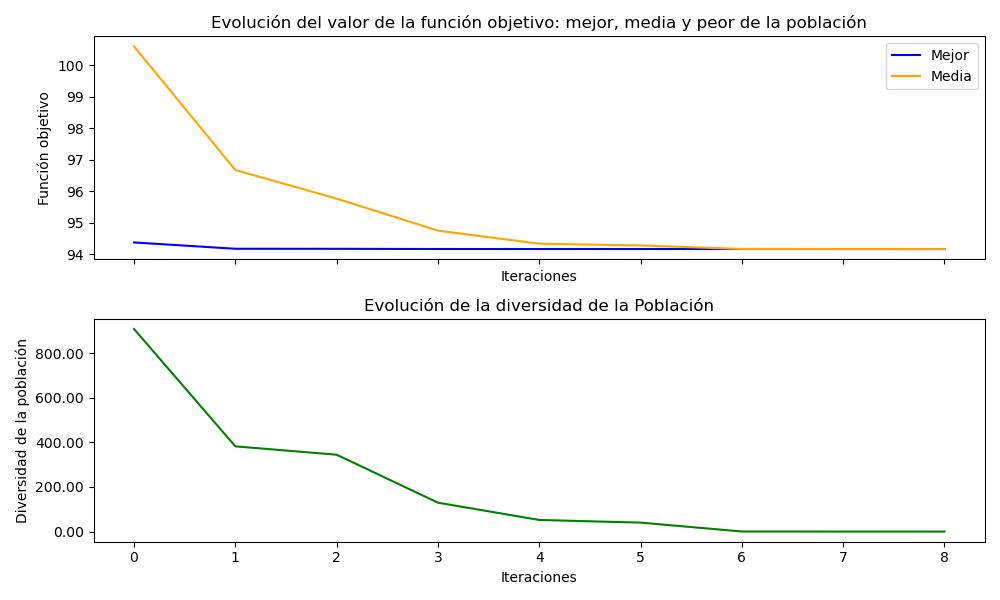 Evolución del valor de la función objetivo: mejor, media y peor de la población
Función objetivo
100
99
98
97
96
95
94
Mejor
Media
Iteraciones
Evolución de la diversidad de la Población
Diversidad de la población
800.00
600.00
400.00
200.00
0.00
0 1 2 3 4 5 6 7 8
Iteraciones